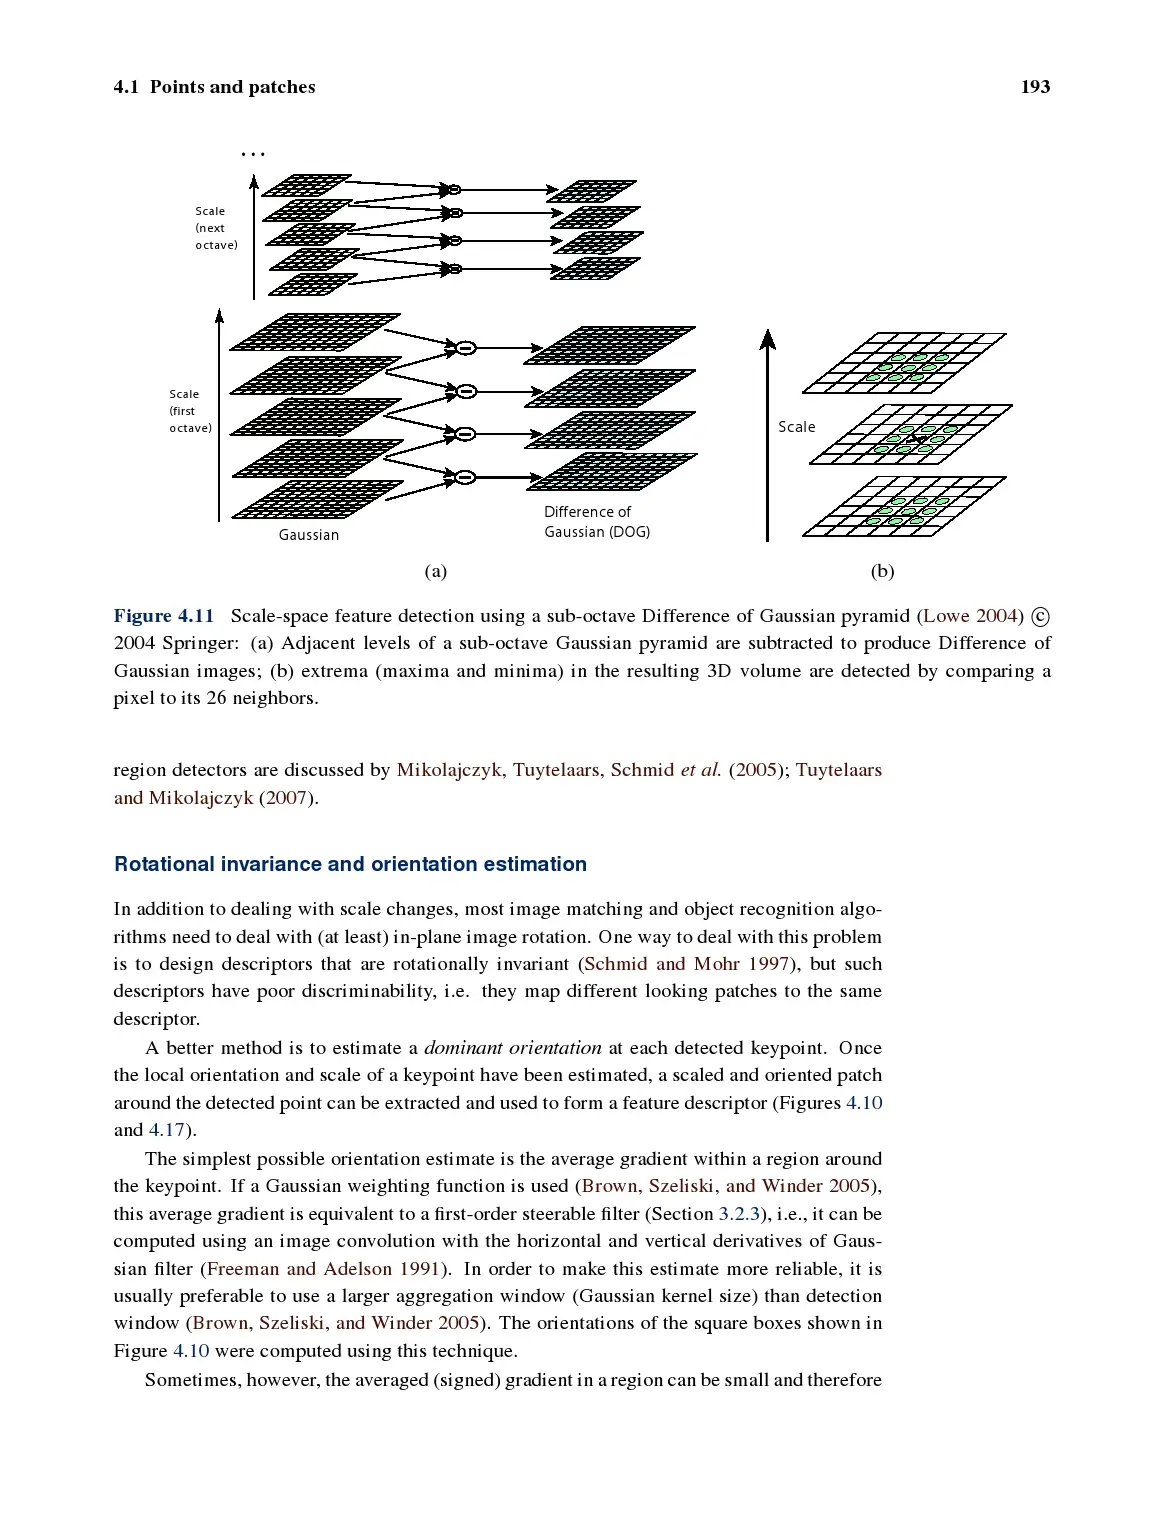 4.1 Points and patches 193
...
Scale
(next
octave)
Scale
(first
octave)
Scale
Difference of
Gaussian Gaussian (DOG)
(a) (b)
Figure 4.11 Scale-space feature detection using a sub-octave Difference of Gaussian pyramid (Lowe 2004) ©
2004 Springer: (a) Adjacent levels of a sub-octave Gaussian pyramid are subtracted to produce Difference of
Gaussian images; (b) extrema (maxima and minima) in the resulting 3D volume are detected by comparing a
pixel to its 26 neighbors.
region detectors are discussed by Mikolajczyk, Tuytelaars, Schmid et al. (2005); Tuytelaars
and Mikolajczyk (2007).
Rotational invariance and orientation estimation
In addition to dealing with scale changes, most image matching and object recognition algo-
rithms need to deal with (at least) in-plane image rotation. One way to deal with this problem
is to design descriptors that are rotationally invariant (Schmid and Mohr 1997), but such
descriptors have poor discriminability, i.e. they map different looking patches to the same
descriptor.
A better method is to estimate a dominant orientation at each detected keypoint. Once
the local orientation and scale of a keypoint have been estimated, a scaled and oriented patch
around the detected point can be extracted and used to form a feature descriptor (Figures 4.10
and 4.17).
The simplest possible orientation estimate is the average gradient within a region around
the keypoint. If a Gaussian weighting function is used (Brown, Szeliski, and Winder 2005),
this average gradient is equivalent to a first-order steerable filter (Section 3.2.3), i.e., it can be
computed using an image convolution with the horizontal and vertical derivatives of Gaus-
sian filter (Freeman and Adelson 1991). In order to make this estimate more reliable, it is
usually preferable to use a larger aggregation window (Gaussian kernel size) than detection
window (Brown, Szeliski, and Winder 2005). The orientations of the square boxes shown in
Figure 4.10 were computed using this technique.
Sometimes, however, the averaged (signed) gradient in a region can be small and therefore